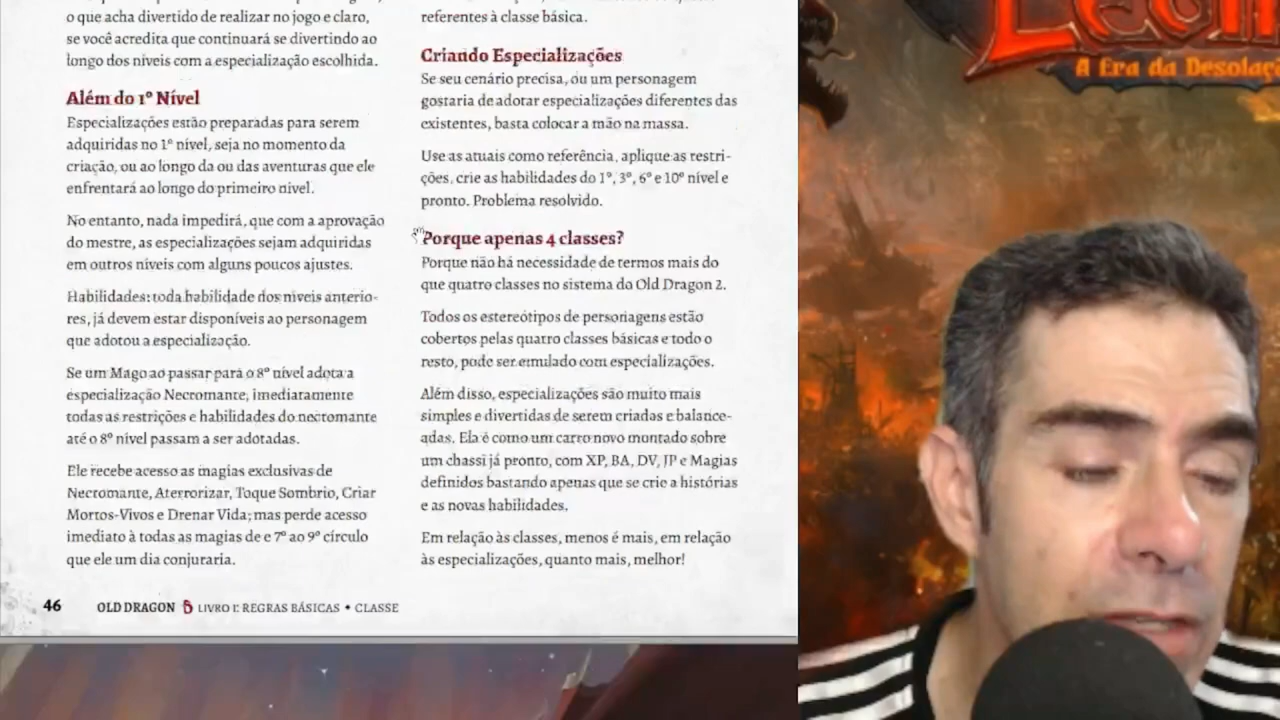 o que acha divertido de realizar no jogo e claro,
se você acredita que continuará se divertindo ao
longo dos níveis com a especialização escolhida.
Além do 1º Nível
Especializações estão preparadas para serem
adquiridas no 1º nível, seja no momento da
criação, ou ao longo da ou das aventuras que ele
enfrentará ao longo do primeiro nível.
No entanto, nada impedirá, que com a aprovação
do mestre, as especializações sejam adquiridas
em outros níveis com alguns poucos ajustes.
Habilidades: toda habilidade dos níveis anterio-
res, já devem estar disponíveis ao personagem
que adotou a especialização.
Se um Mago ao passar para o 8º nível adota a
especialização Necromante, imediatamente
todas as restrições e habilidades do necromante
até o 8º nível passam a ser adotadas.
Ele recebe acesso as magias exclusivas de
Necromante, Aterrorizar, Toque Sombrio, Criar
Mortos-Vivos e Drenar Vida; mas perde acesso
imediato à todas as magias de e 7º ao 9º círculo
que ele um dia conjuraria.
referentes à classe básica.
Criando Especializações
Se seu cenário precisa, ou um personagem
gostaria de adotar especializações diferentes das
existentes, basta colocar a mão na massa.
Use as atuais como referência, aplique as restri-
ções, crie as habilidades do 1º, 3º, 6º e 10º nível e
pronto. Problema resolvido.
Porque apenas 4 classes?
Porque não há necessidade de termos mais do
que quatro classes no sistema do Old Dragon 2.
Todos os estereótipos de personagens estão
cobertos pelas quatro classes básicas e todo o
resto, pode ser emulado com especializações.
Além disso, especializações são muito mais
simples e divertidas de serem criadas e balance-
adas. Ela é como um carro novo montado sobre
um chassi já pronto, com XP, BA, DV, JP e Magias
definidos bastando apenas que se crie a histórias
e as novas habilidades.
Em relação às classes, menos é mais, em relação
às especializações, quanto mais, melhor!
46 OLD DRAGON LIVRO I: REGRAS BÁSICAS • CLASSE
A Era da Desolaçã